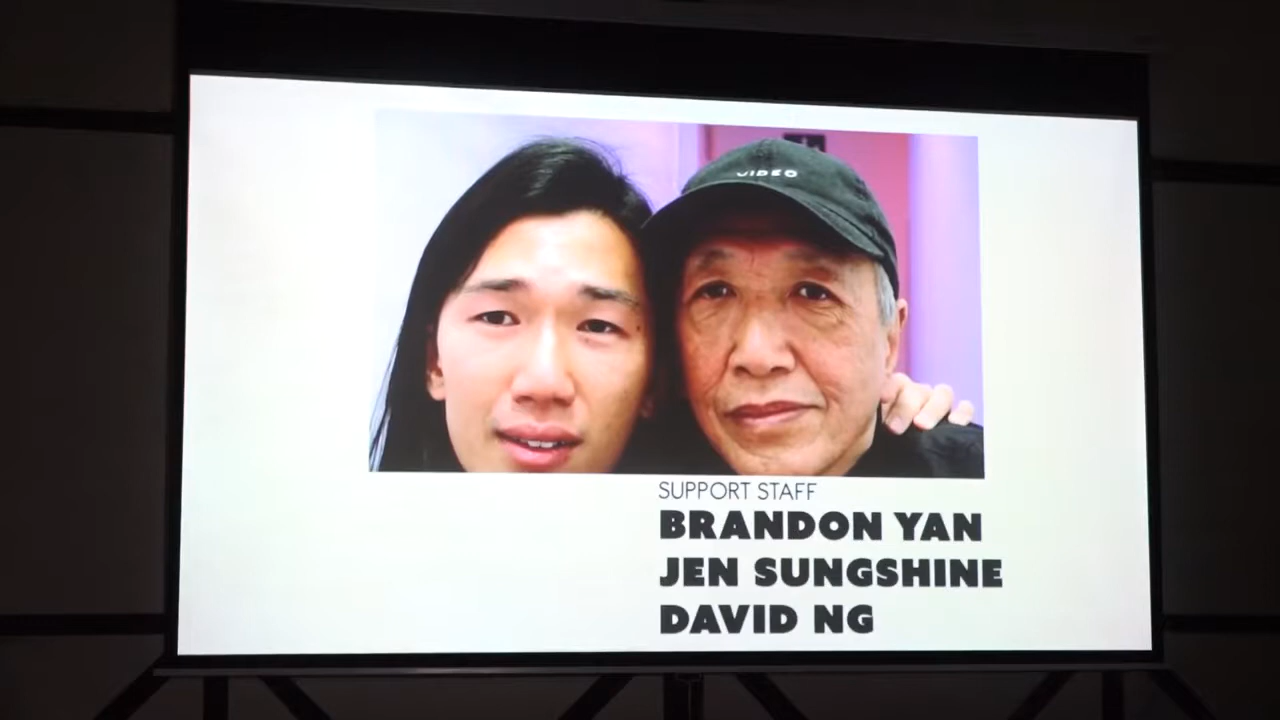 VIDEO
SUPPORT STAFF
BRANDON YAN
JEN SUNGSHINE
DAVID NG